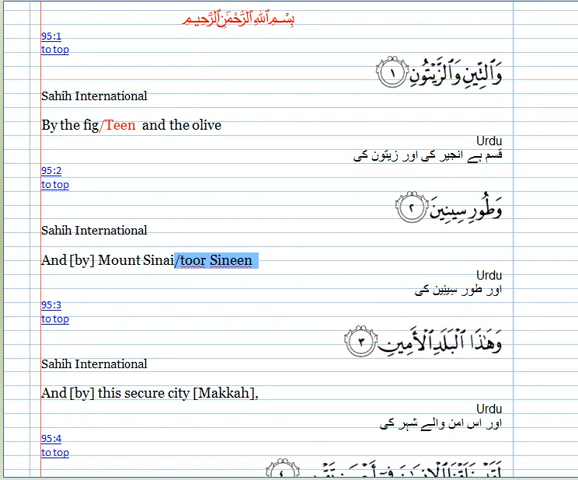 بِسْمِ ٱللَّهِ ٱلرَّحْمَٰنِ ٱلرَّحِيمِ
95:1
to top
وَٱلتِّينِ وَٱلزَّيْتُونِ ١
Sahih International
By the fig/Teen and the olive
Urdu
قسم ہے انجیر کی اور زیتون کی
95:2
to top
وَطُورِ سِينِينَ ٢
Sahih International
And [by] Mount Sinai/toor Sineen
Urdu
اور طور سِینِین کی
95:3
to top
وَهَٰذَا ٱلْبَلَدِ ٱلْأَمِينِ ٣
Sahih International
And [by] this secure city [Makkah],
Urdu
اور اس امن والے شہر کی
95:4
to top